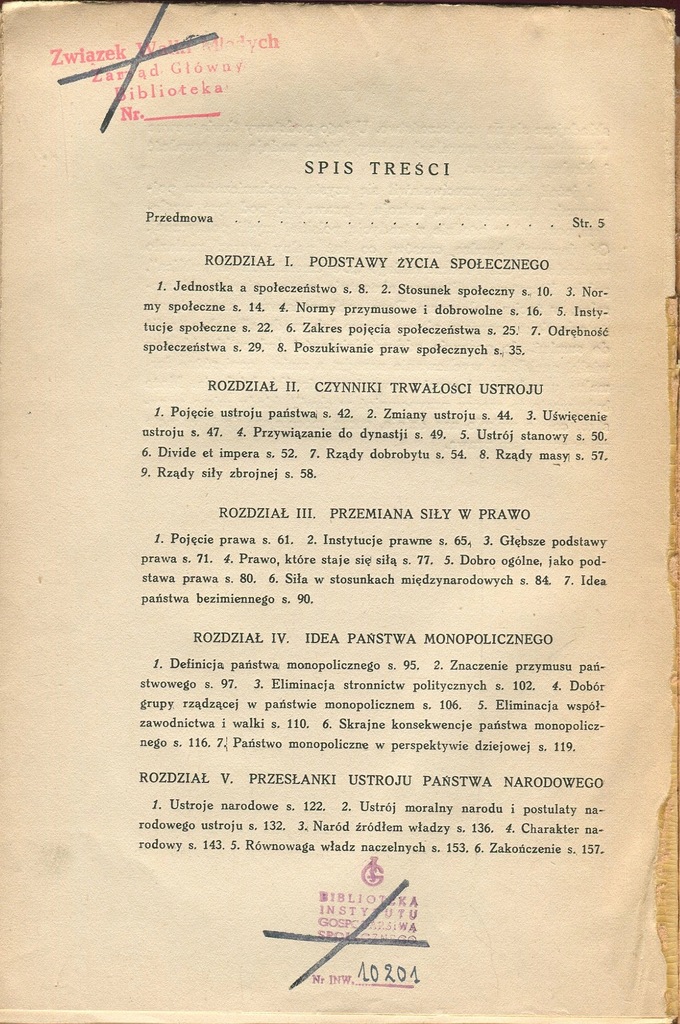 Związek Walki Młodych
Zarząd Główny
Biblioteka
Nr.
SPIS TREŚCI
Przedmowa . . . . . . . . . . . . . . . . Str. 5
ROZDZIAŁ I. PODSTAWY ŻYCIA SPOŁECZNEGO
1. Jednostka a społeczeństwo s. 8. 2. Stosunek społeczny s. 10. 3. Nor-
my społeczne s. 14. 4. Normy przymusowe i dobrowolne s. 16. 5. Insty-
tucje społeczne s. 22. 6. Zakres pojęcia społeczeństwa s. 25. 7. Odrębność
społeczeństwa s. 29. 8. Poszukiwanie praw społecznych s. 35.
ROZDZIAŁ II. CZYNNIKI TRWAŁOŚCI USTROJU
1. Pojęcie ustroju państwa s. 42. 2. Zmiany ustroju s. 44. 3. Uświęcenie
ustroju s. 47. 4. Przywiązanie do dynastji s. 49. 5. Ustrój stanowy s. 50.
6. Divide et impera s. 52. 7. Rządy dobrobytu s. 54. 8. Rządy masy s. 57.
9. Rządy siły zbrojnej s. 58.
ROZDZIAŁ III. PRZEMIANA SIŁY W PRAWO
1. Pojęcie prawa s. 61. 2. Instytucje prawne s. 65. 3. Głębsze podstawy
prawa s. 71. 4. Prawo, które staje się siłą s. 77. 5. Dobro ogólne, jako pod-
stawa prawa s. 80. 6. Siła w stosunkach międzynarodowych s. 84. 7. Idea
państwa bezimiennego s. 90.
ROZDZIAŁ IV. IDEA PAŃSTWA MONOPOLICZNEGO
1. Definicja państwa monopolicznego s. 95. 2. Znaczenie przymusu pań-
stwowego s. 97. 3. Eliminacja stronnictw politycznych s. 102. 4. Dobór
grupy rządzącej w państwie monopolicznem s. 106. 5. Eliminacja współ-
zawodnictwa i walki s. 110. 6. Skrajne konsekwencje państwa monopolicz-
nego s. 116. 7. Państwo monopoliczne w perspektywie dziejowej s. 119.
ROZDZIAŁ V. PRZESŁANKI USTROJU PAŃSTWA NARODOWEGO
1. Ustroje narodowe s. 122. 2. Ustrój moralny narodu i postulaty na-
rodowego ustroju s. 132. 3. Naród źródłem władzy s. 136. 4. Charakter na-
rodowy s. 143. 5. Równowaga władz naczelnych s. 153. 6. Zakończenie s. 157.
BIBLIOTEKA
INSTYTUTU
GOSPODARSTWA
SPOŁECZNEGO
Nr INW. 10201